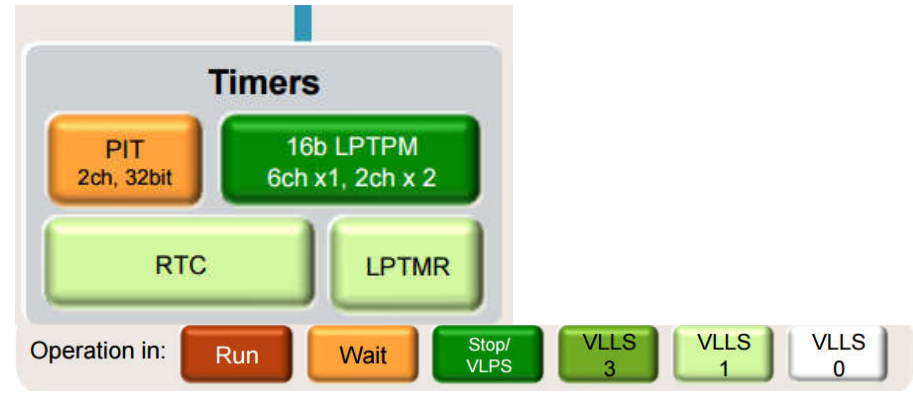 Timers
PIT
2ch, 32bit
16b LPTPM
6ch x1, 2ch x 2
RTC
LPTMR
Operation in:
Run
Wait
Stop/
VLPS
VLLS
3
VLLS
1
VLLS
0